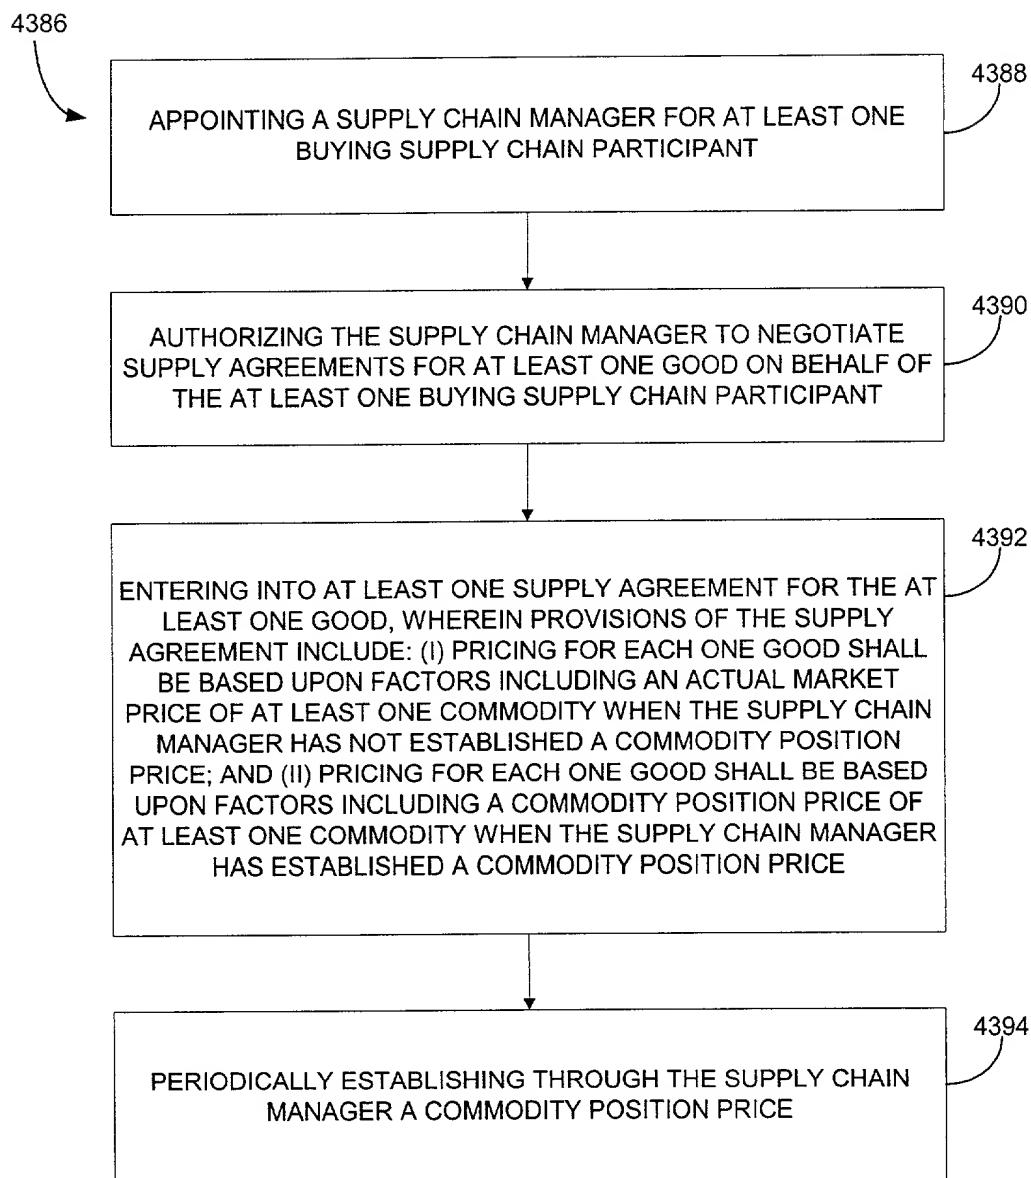 4386
4388
APPOINTING A SUPPLY CHAIN MANAGER FOR AT LEAST ONE
BUYING SUPPLY CHAIN PARTICIPANT
4390
AUTHORIZING THE SUPPLY CHAIN MANAGER TO NEGOTIATE
SUPPLY AGREEMENTS FOR AT LEAST ONE GOOD ON BEHALF OF
THE AT LEAST ONE BUYING SUPPLY CHAIN PARTICIPANT
4392
ENTERING INTO AT LEAST ONE SUPPLY AGREEMENT FOR THE AT
LEAST ONE GOOD, WHEREIN PROVISIONS OF THE SUPPLY
AGREEMENT INCLUDE: (I) PRICING FOR EACH ONE GOOD SHALL
BE BASED UPON FACTORS INCLUDING AN ACTUAL MARKET
PRICE OF AT LEAST ONE COMMODITY WHEN THE SUPPLY CHAIN
MANAGER HAS NOT ESTABLISHED A COMMODITY POSITION
PRICE; AND (II) PRICING FOR EACH ONE GOOD SHALL BE BASED
UPON FACTORS INCLUDING A COMMODITY POSITION PRICE OF
AT LEAST ONE COMMODITY WHEN THE SUPPLY CHAIN MANAGER
HAS ESTABLISHED A COMMODITY POSITION PRICE
4394
PERIODICALLY ESTABLISHING THROUGH THE SUPPLY CHAIN
MANAGER A COMMODITY POSITION PRICE